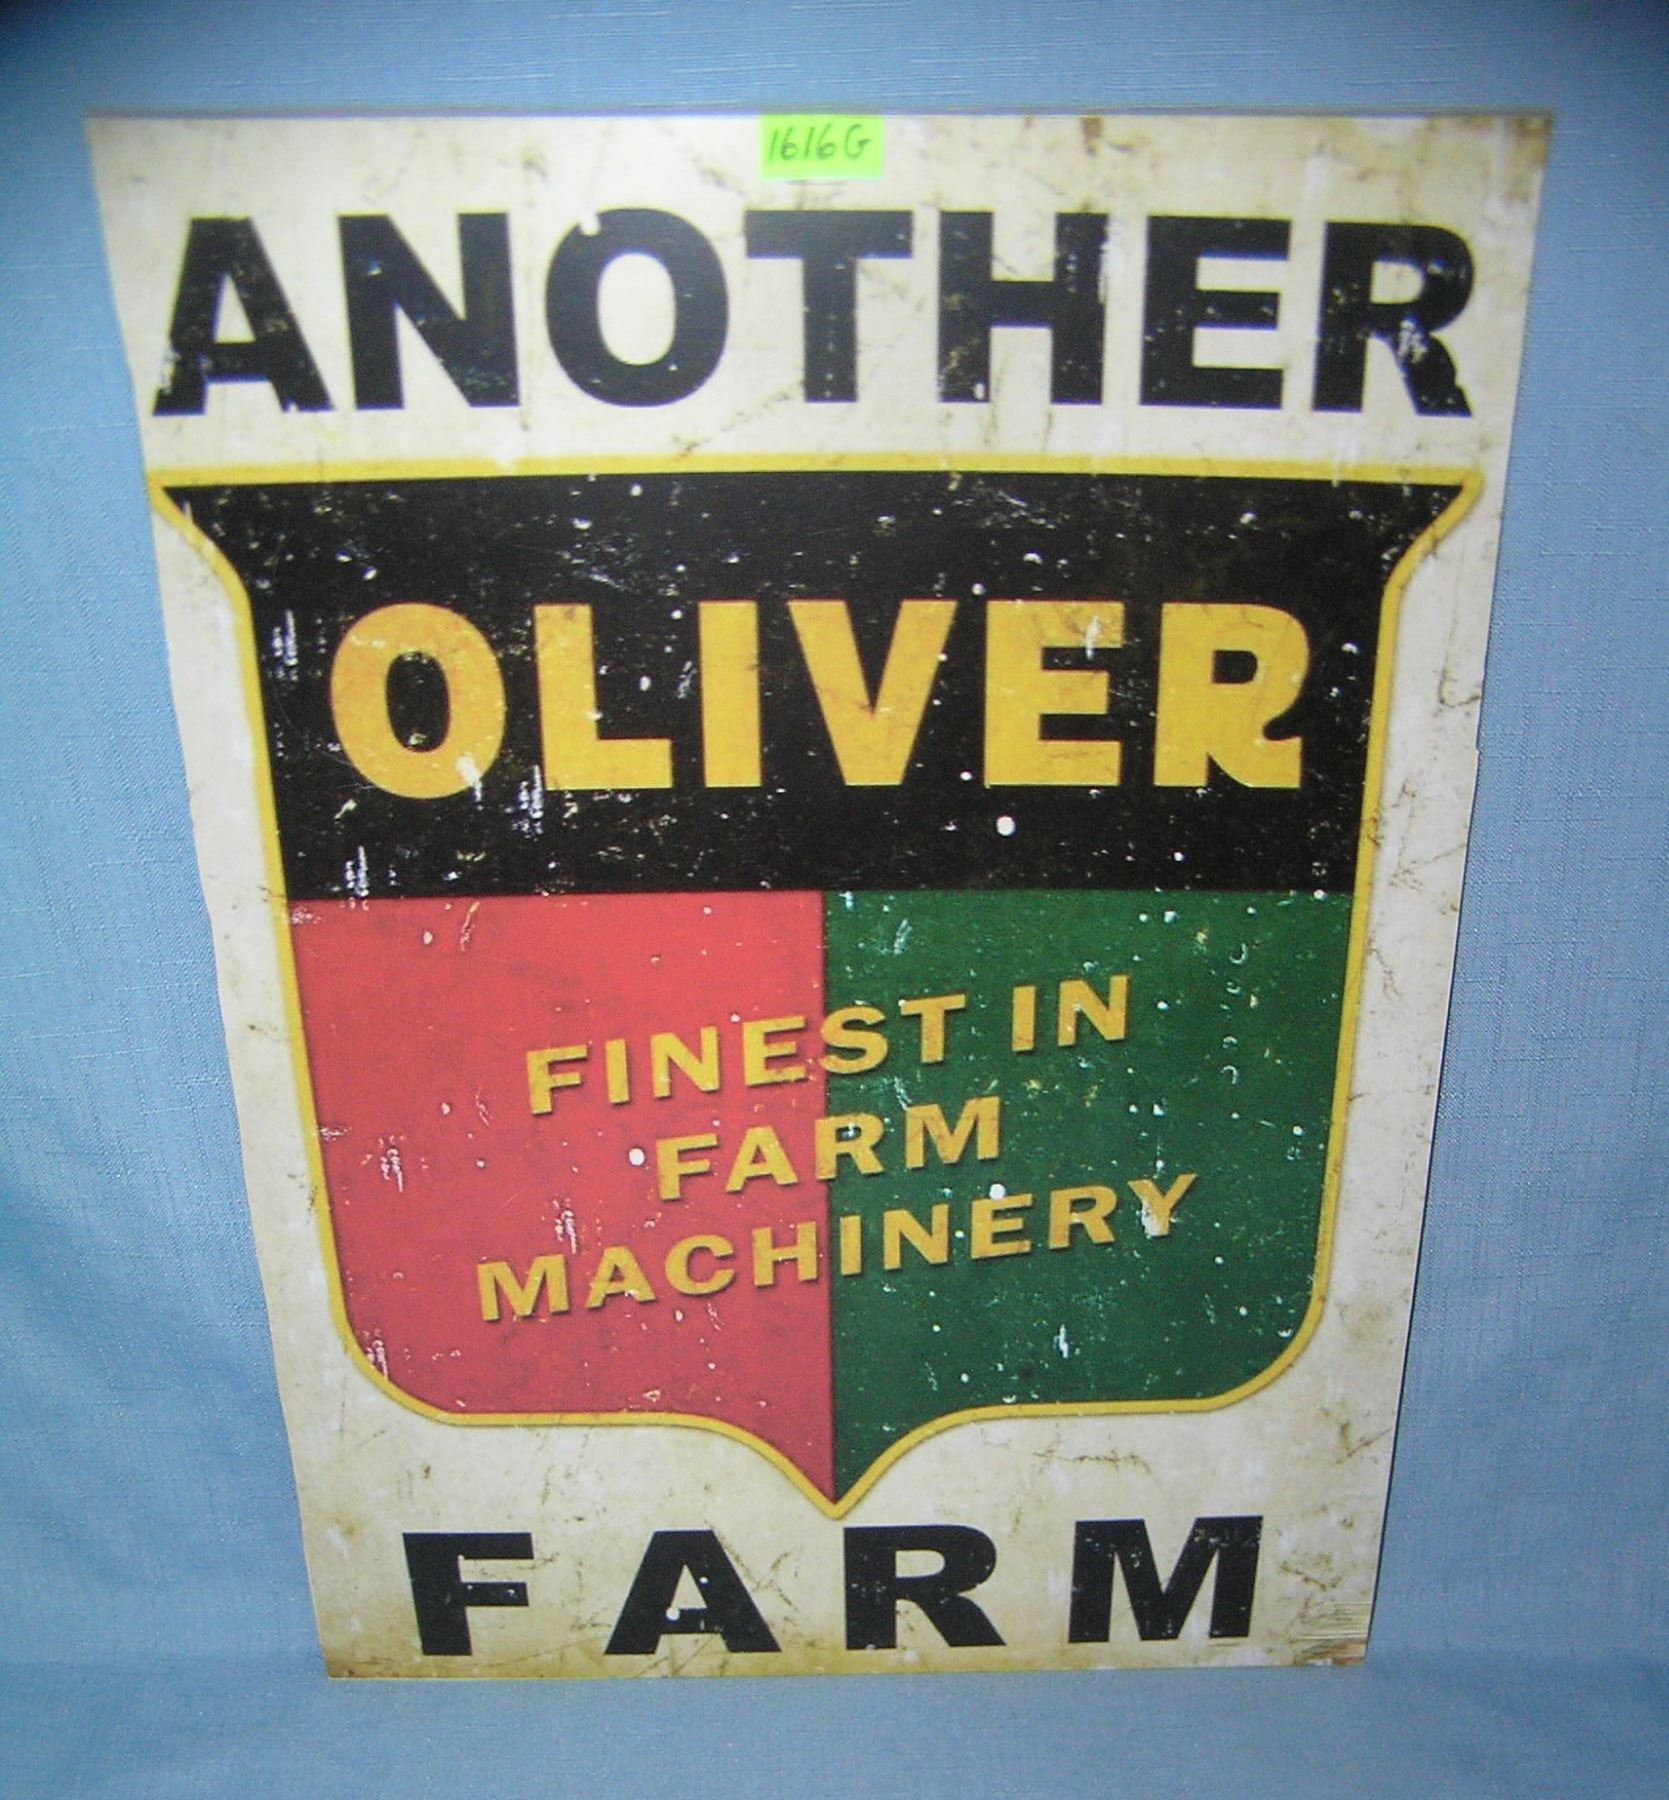 1616G
ANOTHER
OLIVER
FINEST IN
FARM
MACHINERY
FARM